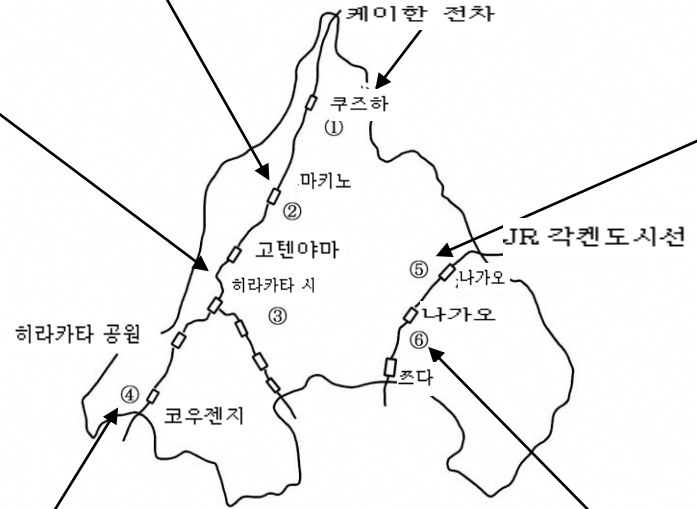 케이한 전차
쿠즈하
①
마키노
②
고텐야마
JR 각켄도시선
⑤
나가오
히라카타 시
③
나가오
히라카타 공원
⑥
쯔다
④
코우젠지